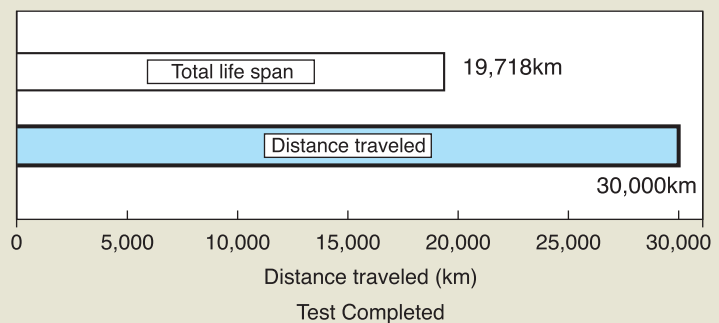 Total life span
19,718km
Distance traveled
30,000km
0 5,000 10,000 15,000 20,000 25,000 30,000
Distance traveled (km)
Test Completed